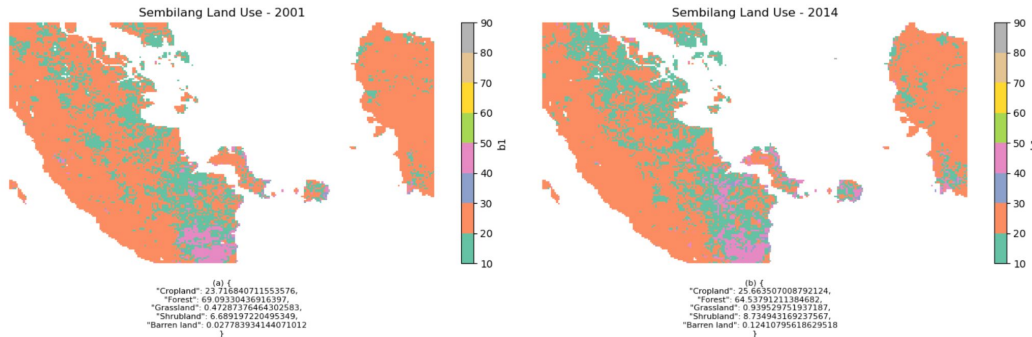 Sembilang Land Use - 2001
90
80
70
60
50
40
30
20
10
b1
(a) {
"Cropland": 23.716840711553576,
"Forest": 69.09330436916397,
"Grassland": 0.47287376464302583,
"Shrubland": 6.689197220495349,
"Barren land": 0.027783934144071012
}
Sembilang Land Use - 2014
90
80
70
60
50
40
30
20
10
(b) {
"Cropland": 25.663507008792124,
"Forest": 64.53791211384682,
"Grassland": 0.939529751937187,
"Shrubland": 8.734943169237567,
"Barren land": 0.12410795618629518
}